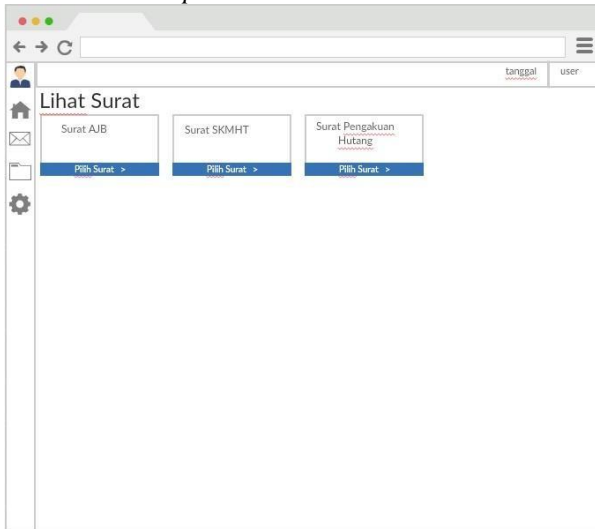 tanggal user
Lihat Surat
Surat AJB
Surat SKMHT
Surat Pengakuan
Hutang
Pilih Surat >
Pilih Surat >
Pilih Surat >